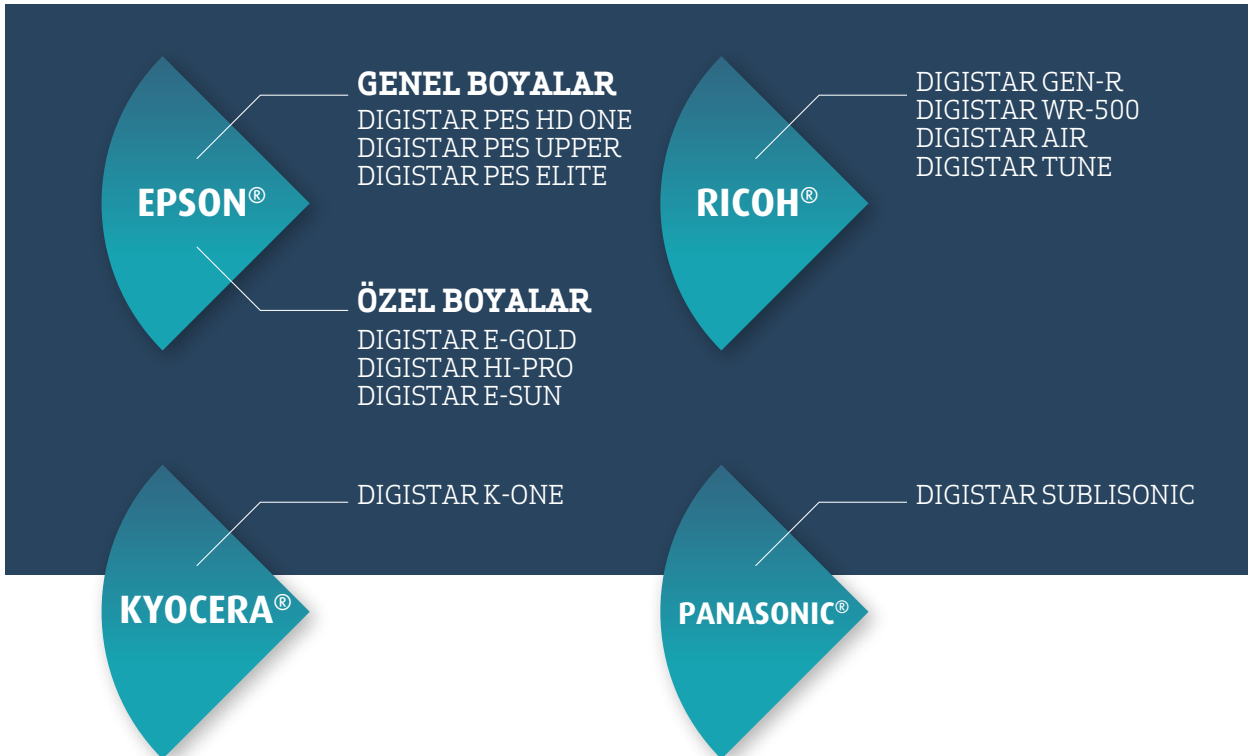 EPSON®
GENEL BOYALAR
DIGISTAR PES HD ONE
DIGISTAR PES UPPER
DIGISTAR PES ELITE
ÖZEL BOYALAR
DIGISTAR E-GOLD
DIGISTAR HI-PRO
DIGISTAR E-SUN
RICOH®
DIGISTAR GEN-R
DIGISTAR WR-500
DIGISTAR AIR
DIGISTAR TUNE
KYOCERA®
DIGISTAR K-ONE
PANASONIC®
DIGISTAR SUBLISONIC